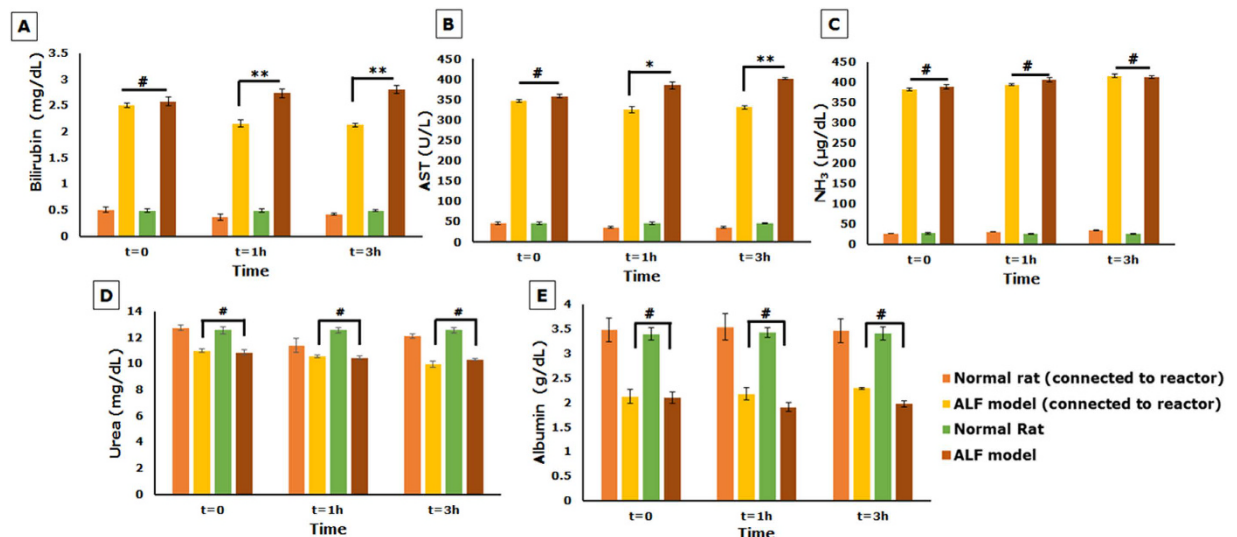 A
Bilirubin (mg/dL)
3.5
3
2.5
2
1.5
1
0.5
0
#
**
**
t=0
t=1h
t=3h
Time
B
AST (U/L)
450
400
350
300
250
200
150
100
50
0
#
*
**
t=0
t=1h
t=3h
Time
C
NH3 (µg/dL)
450
400
350
300
250
200
150
100
50
0
#
#
#
t=0
t=1h
t=3h
Time
D
Urea (mg/dL)
14
12
10
8
6
4
2
0
#
#
#
t=0
t=1h
t=3h
Time
E
Albumin (g/dL)
4
3.5
3
2.5
2
1.5
1
0.5
0
#
#
#
t=0
t=1h
t=3h
Time
Normal rat (connected to reactor)
ALF model (connected to reactor)
Normal Rat
ALF model